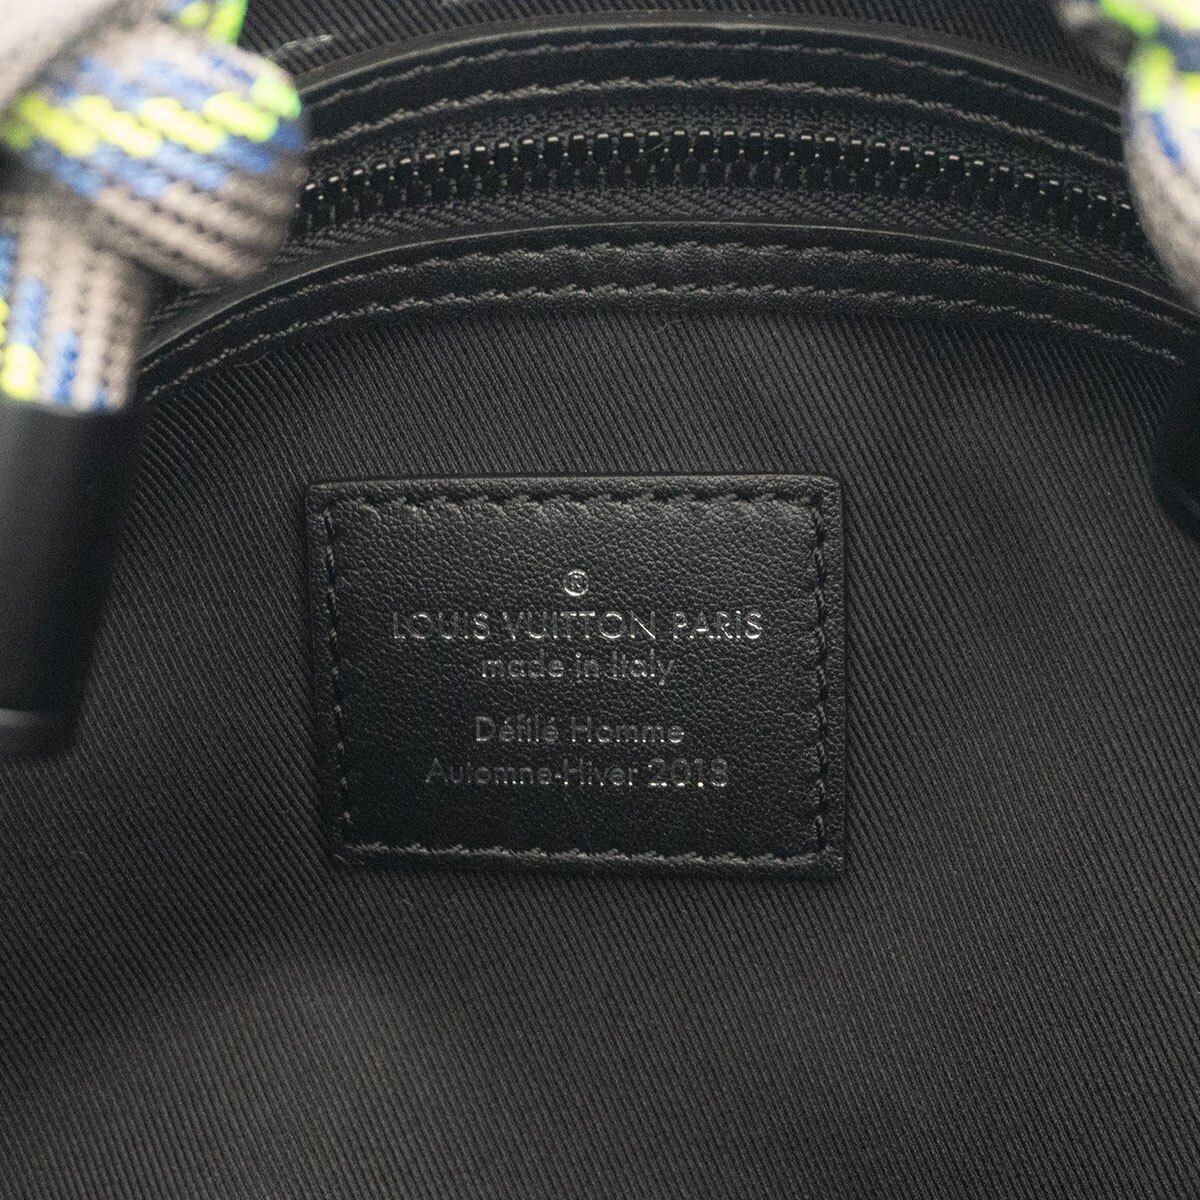 ®
LOUIS VUITTON PARIS
made in Italy
Défilé Homme
Automne-Hiver 2018